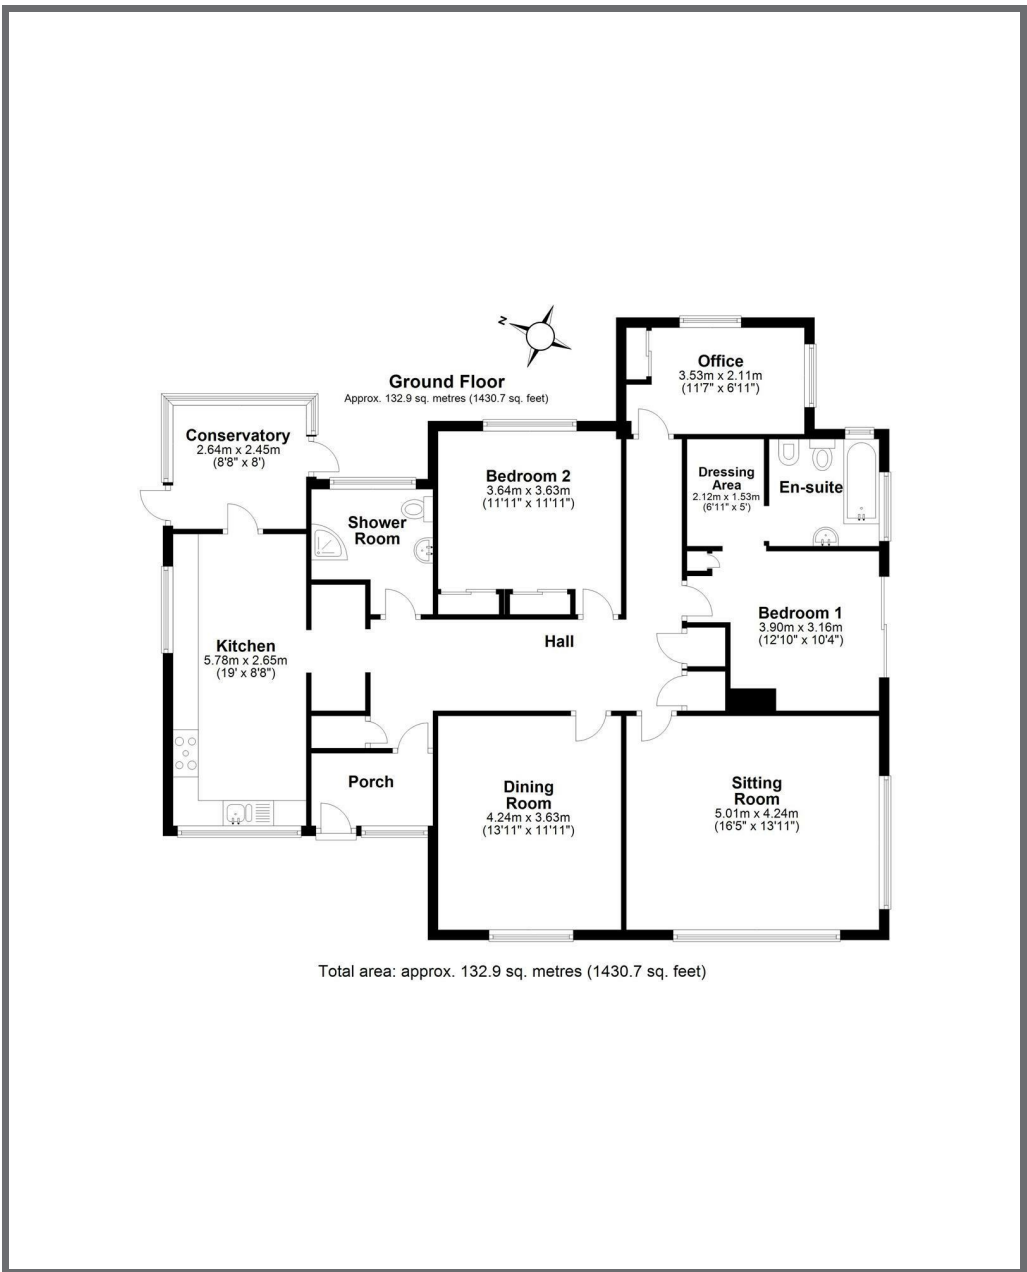 N
Ground Floor
Approx. 132.9 sq. metres (1430.7 sq. feet)
Office
3.53m x 2.11m
(11'7" x 6'11")
Conservatory
2.64m x 2.45m
(8'8" x 8')
Bedroom 2
3.64m x 3.63m
(11'11" x 11'11")
Dressing
Area
2.12m x 1.53m
(6'11" x 5')
En-suite
Shower
Room
Bedroom 1
3.90m x 3.16m
(12'10" x 10'4")
Hall
Kitchen
5.78m x 2.65m
(19' x 8'8")
Porch
Dining
Room
4.24m x 3.63m
(13'11" x 11'11")
Sitting
Room
5.01m x 4.24m
(16'5" x 13'11")
Total area: approx. 132.9 sq. metres (1430.7 sq. feet)